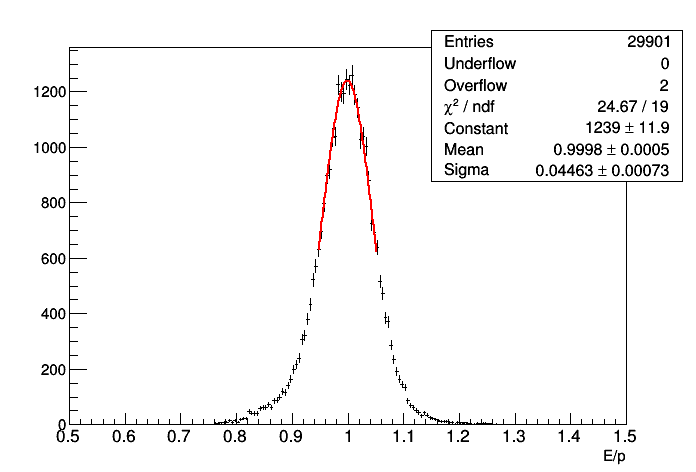 Entries 29901
Underflow 0
Overflow 2
χ² / ndf 24.67 / 19
Constant 1239 ± 11.9
Mean 0.9998 ± 0.0005
Sigma 0.04463 ± 0.00073
1200
1000
800
600
400
200
0
0.5 0.6 0.7 0.8 0.9 1 1.1 1.2 1.3 1.4 1.5
E/p